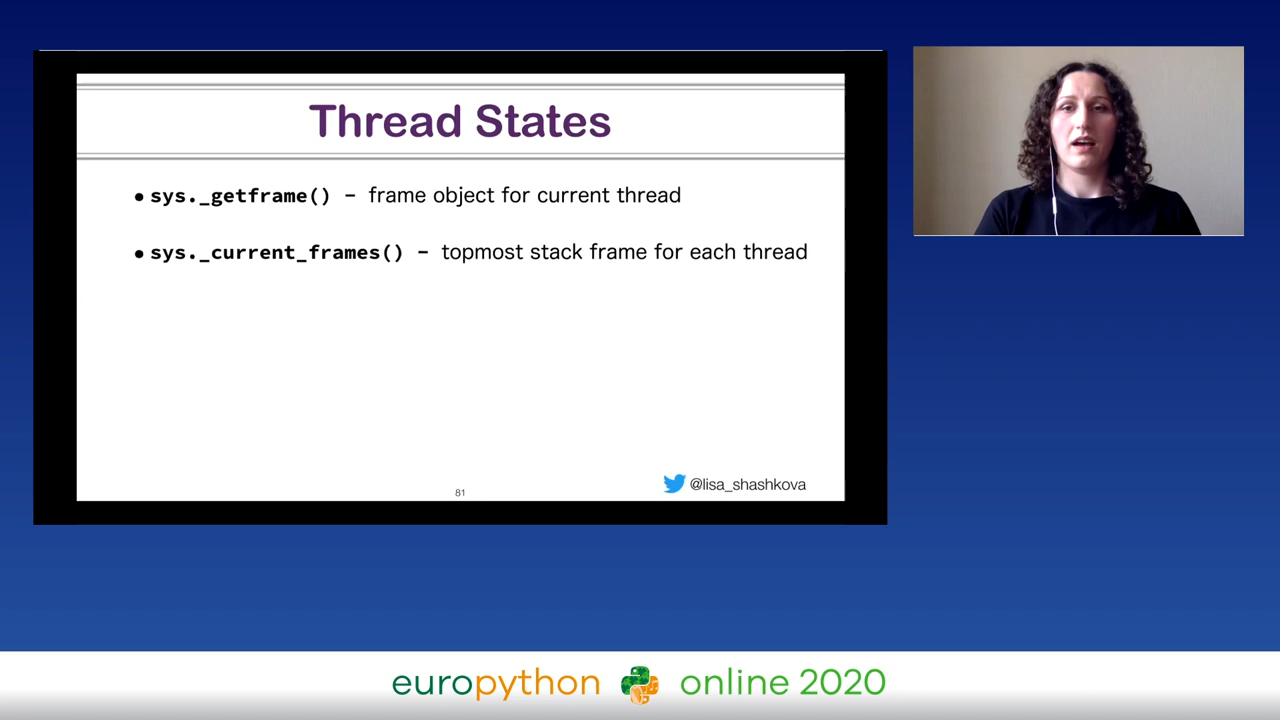 Thread States
• sys._getframe() - frame object for current thread
• sys._current_frames() - topmost stack frame for each thread
81
@lisa_shashkova
europython online 2020